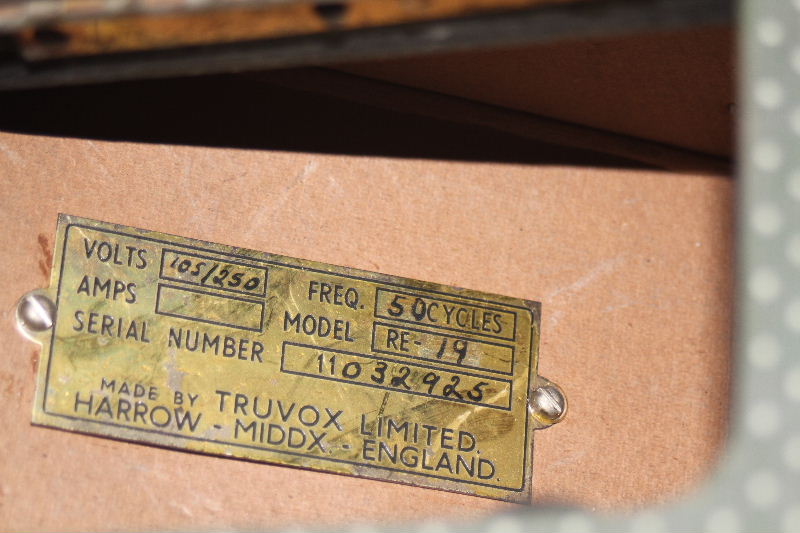 VOLTS 105/250 FREQ. 50 CYCLES
AMPS MODEL RE-19
SERIAL NUMBER 11032925
MADE BY TRUVOX LIMITED.
HARROW - MIDDX. - ENGLAND.